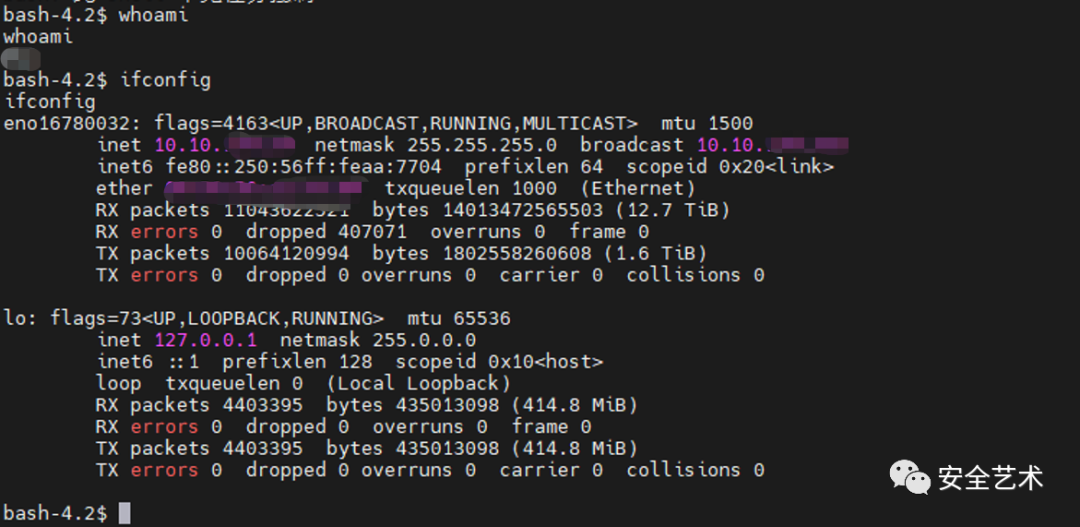 bash-4.2$ whoami
whoami
bash-4.2$ ifconfig
ifconfig
eno16780032: flags=4163<UP,BROADCAST,RUNNING,MULTICAST>  mtu 1500
inet 10.10. netmask 255.255.255.0  broadcast 10.10.
inet6 fe80::250:56ff:feaa:7704  prefixlen 64  scopeid 0x20<link>
ether txqueuelen 1000  (Ethernet)
RX packets 11043622521  bytes 14013472565503 (12.7 TiB)
RX errors 0  dropped 407071  overruns 0  frame 0
TX packets 10064120994  bytes 1802558260608 (1.6 TiB)
TX errors 0  dropped 0 overruns 0  carrier 0  collisions 0
lo: flags=73<UP,LOOPBACK,RUNNING>  mtu 65536
inet 127.0.0.1  netmask 255.0.0.0
inet6 ::1  prefixlen 128  scopeid 0x10<host>
loop  txqueuelen 0  (Local Loopback)
RX packets 4403395  bytes 435013098 (414.8 MiB)
RX errors 0  dropped 0  overruns 0  frame 0
TX packets 4403395  bytes 435013098 (414.8 MiB)
TX errors 0  dropped 0 overruns 0  carrier 0  collisions 0
安全艺术
bash-4.2$